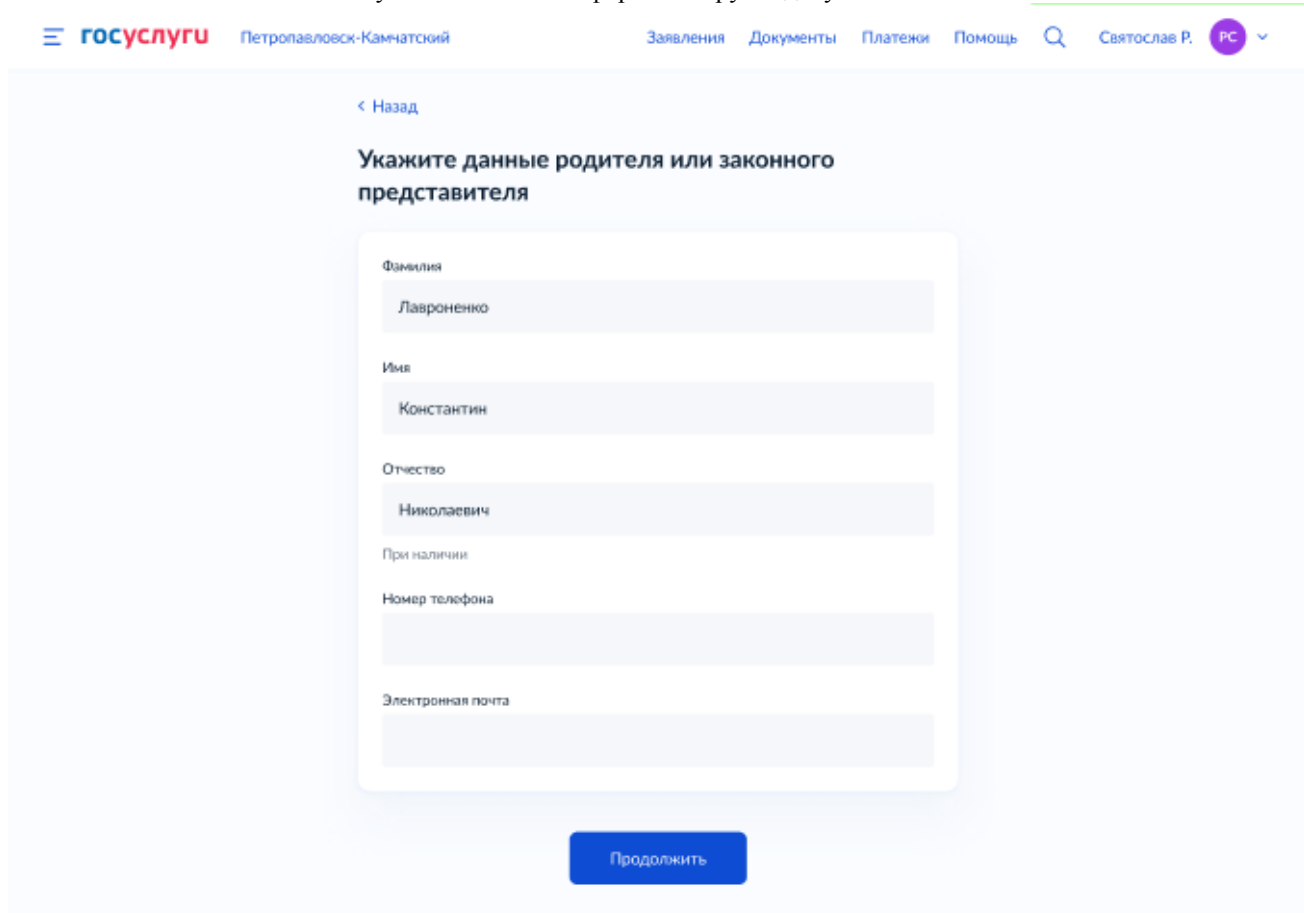 госуслуги Петропавловск-Камчатский Заявления Документы Платежи Помощь Святослав Р. РС
Назад
Укажите данные родителя или законного
представителя
Фамилия
Лавроненко
Имя
Константин
Отчество
Николаевич
При наличии
Номер телефона
Электронная почта
Продолжить